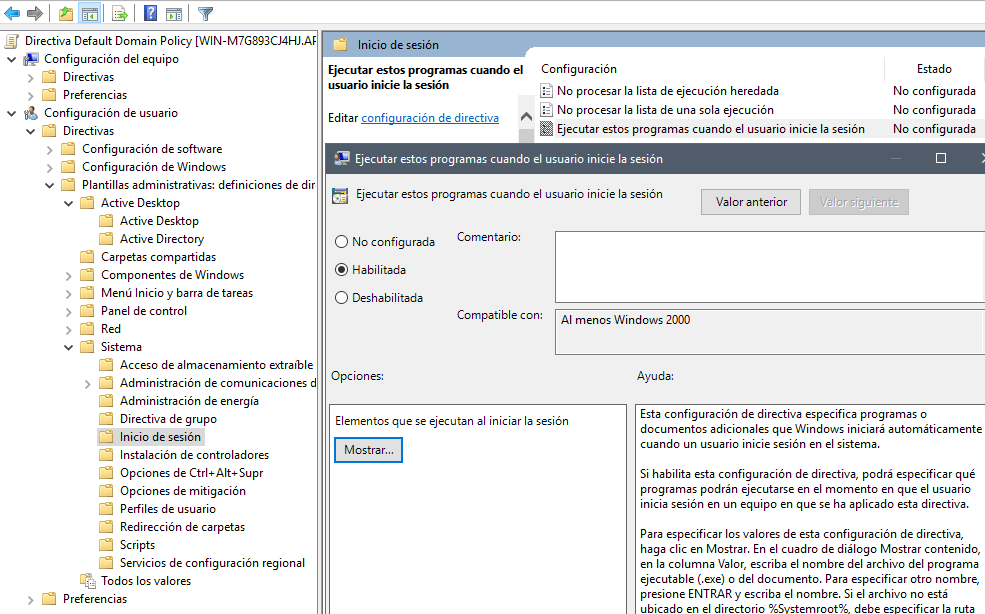 Directiva Default Domain Policy [WIN-M7G893CJ4HJ.AP
Configuración del equipo
Directivas
Preferencias
Configuración de usuario
Directivas
Configuración de software
Configuración de Windows
Plantillas administrativas: definiciones de dir
Active Desktop
Active Desktop
Active Directory
Carpetas compartidas
Componentes de Windows
Menú Inicio y barra de tareas
Panel de control
Red
Sistema
Acceso de almacenamiento extraíble
Administración de comunicaciones d
Administración de energía
Directiva de grupo
Inicio de sesión
Instalación de controladores
Opciones de Ctrl+Alt+Supr
Opciones de mitigación
Perfiles de usuario
Redirección de carpetas
Scripts
Servicios de configuración regional
Todos los valores
Preferencias
Inicio de sesión
Ejecutar estos programas cuando el
usuario inicie la sesión
Editar configuración de directiva
Configuración Estado
No procesar la lista de ejecución heredada No configurada
No procesar la lista de una sola ejecución No configurada
Ejecutar estos programas cuando el usuario inicie la sesión No configurada
Ejecutar estos programas cuando el usuario inicie la sesión
Ejecutar estos programas cuando el usuario inicie la sesión
Valor anterior Valor siguiente
No configurada
Habilitada
Deshabilitada
Comentario:
Compatible con:
Al menos Windows 2000
Opciones:
Ayuda:
Elementos que se ejecutan al iniciar la sesión
Mostrar...
Esta configuración de directiva especifica programas o
documentos adicionales que Windows iniciará automáticamente
cuando un usuario inicie sesión en el sistema.
Si habilita esta configuración de directiva, podrá especificar qué
programas podrán ejecutarse en el momento en que el usuario
inicia sesión en un equipo en que se ha aplicado esta directiva.
Para especificar los valores de esta configuración de directiva,
haga clic en Mostrar. En el cuadro de diálogo Mostrar contenido,
en la columna Valor, escriba el nombre del archivo del programa
ejecutable (.exe) o del documento. Para especificar otro nombre,
presione ENTRAR y escriba el nombre. Si el archivo no está
ubicado en el directorio %Systemroot%, debe especificar la ruta